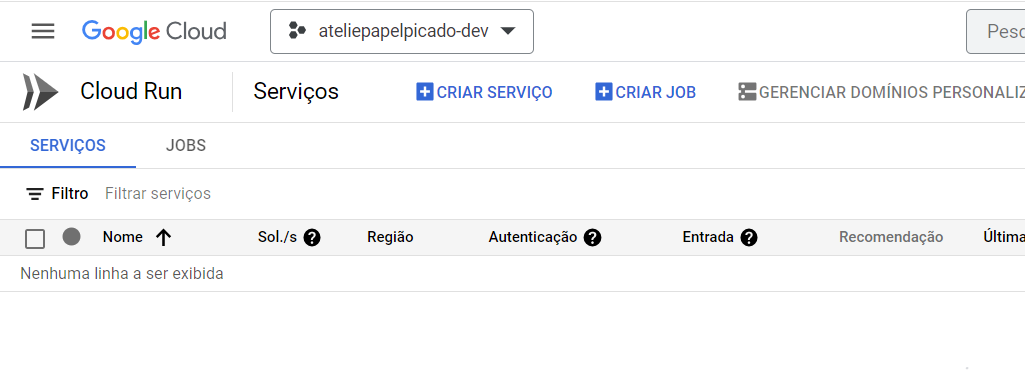 Google Cloud
ateliepapelpicado-dev
Pesc
Cloud Run
Serviços
CRIAR SERVIÇO
CRIAR JOB
GERENCIAR DOMÍNIOS PERSONALIZ
SERVIÇOS
JOBS
Filtro
Filtrar serviços
Nome
Sol./s
Região
Autenticação
Entrada
Recomendação
Última
Nenhuma linha a ser exibida